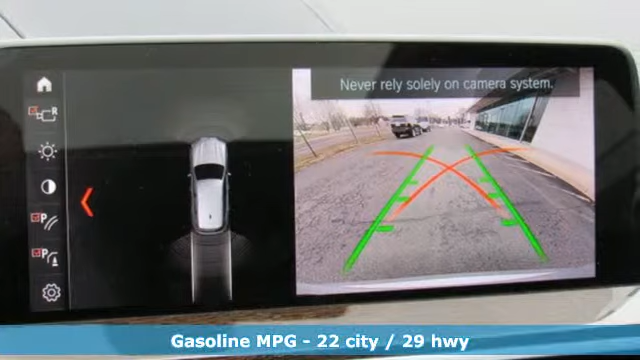 Never rely solely on camera system.
R
P
P
Gasoline MPG - 22 city / 29 hwy